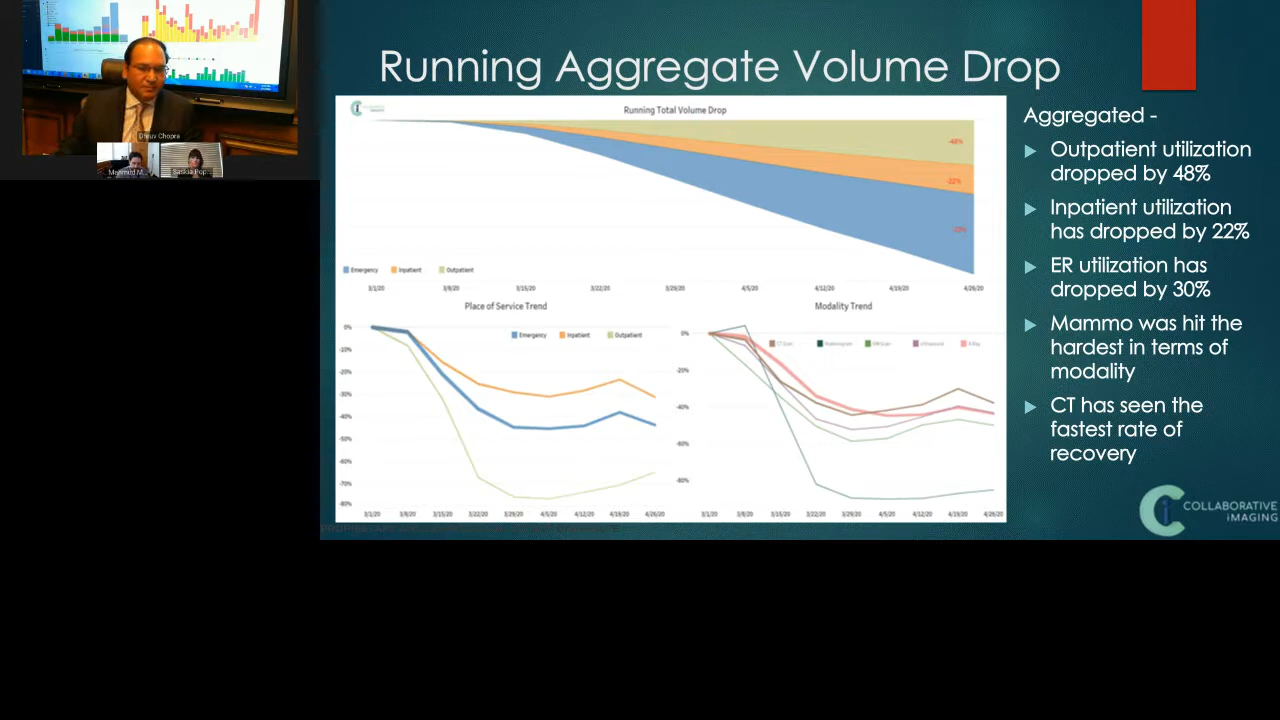 Dhruv Chopra
Running Aggregate Volume Drop
COLLABORATIVE
IMAGING
Running Total Volume Drop
-48%
-22%
Emergency Inpatient Outpatient
3/1/20 3/8/20 3/15/20 3/22/20 3/29/20 4/5/20 4/12/20 4/19/20 4/26/20
Place of Service Trend
Emergency Inpatient Outpatient
0%
-10%
-20%
-30%
-40%
-50%
-60%
-70%
-80%
3/1/20 3/8/20 3/15/20 3/22/20 3/29/20 4/5/20 4/12/20 4/19/20 4/26/20
Modality Trend
CT Scan Ultrasound X-Ray
0%
-20%
-40%
-60%
-80%
3/1/20 3/8/20 3/15/20 3/22/20 3/29/20 4/5/20 4/12/20 4/19/20 4/26/20
Aggregated -
Outpatient utilization
dropped by 48%
Inpatient utilization
has dropped by 22%
ER utilization has
dropped by 30%
Mammo was hit the
hardest in terms of
modality
CT has seen the
fastest rate of
recovery
COLLABORATIVE
iMAGING